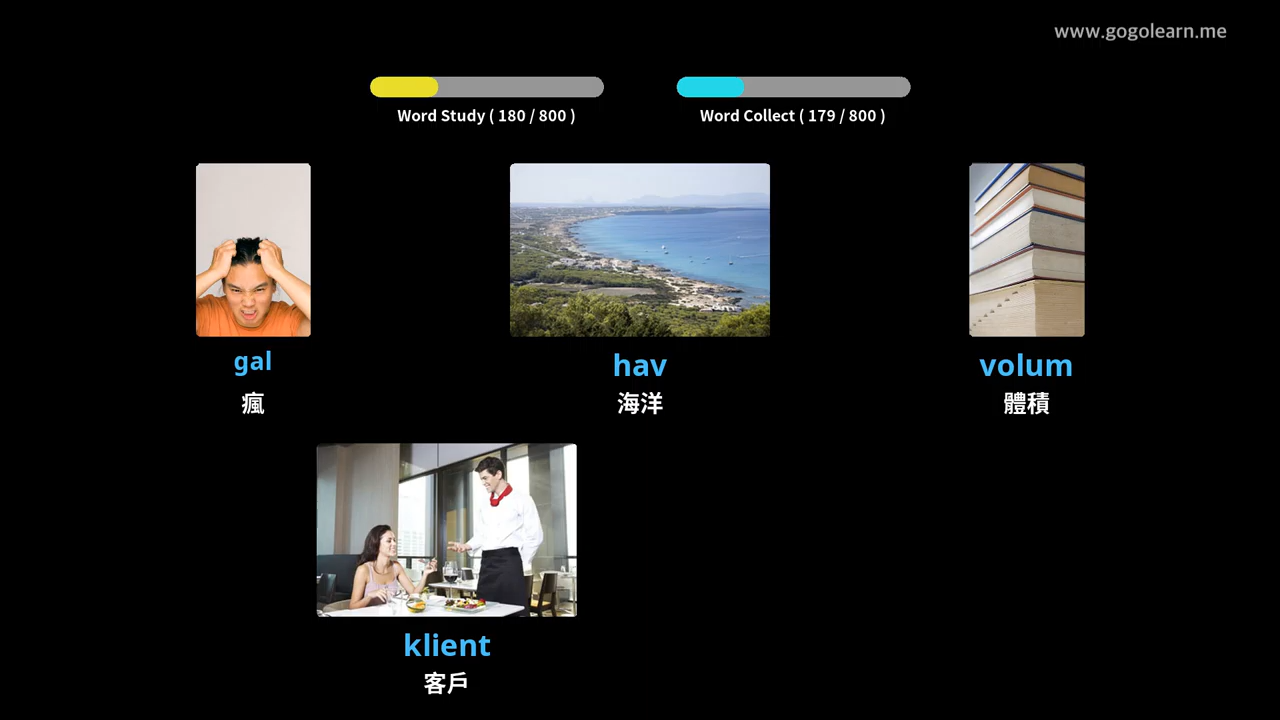 www.gogolearn.me
Word Study ( 180 / 800 )
Word Collect ( 179 / 800 )
gal
瘋
hav
海洋
volum
體積
klient
客戶